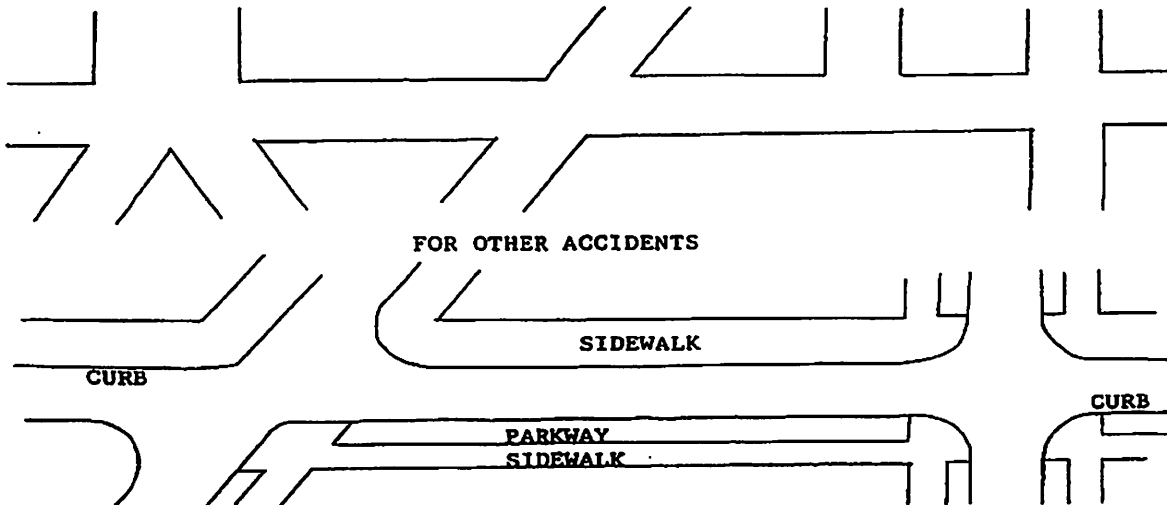 FOR OTHER ACCIDENTS
SIDEWALK
CURB
CURB
PARKWAY
SIDEWALK